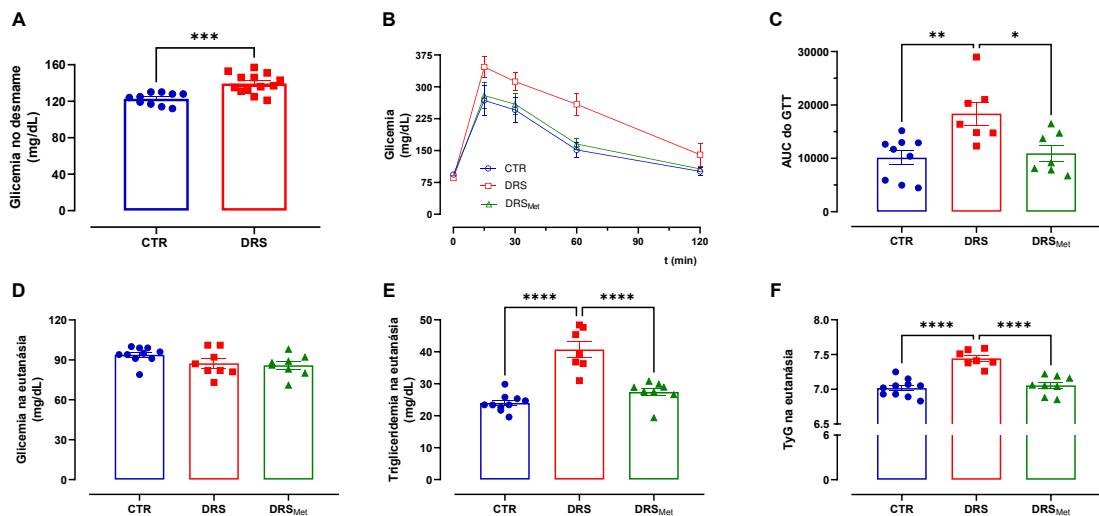 A
Glicemia no desmame
(mg/dL)
160
120
80
40
0
***
CTR
DRS
B
Glicemia
(mg/dL)
375
300
225
150
75
0
CTR
DRS
DRSMet
0
15
30
60
120
t (min)
C
AUC do GTT
30000
20000
10000
0
**
*
CTR
DRS
DRSMet
D
Glicemia na eutanásia
(mg/dL)
120
90
60
30
0
CTR
DRS
DRSMet
E
Trigliceridemia na eutanásia
(mg/dL)
50
40
30
20
10
0
****
****
CTR
DRS
DRSMet
F
TyG na eutanásia
8.0
7.5
7.0
6.5
6
0
****
****
CTR
DRS
DRSMet